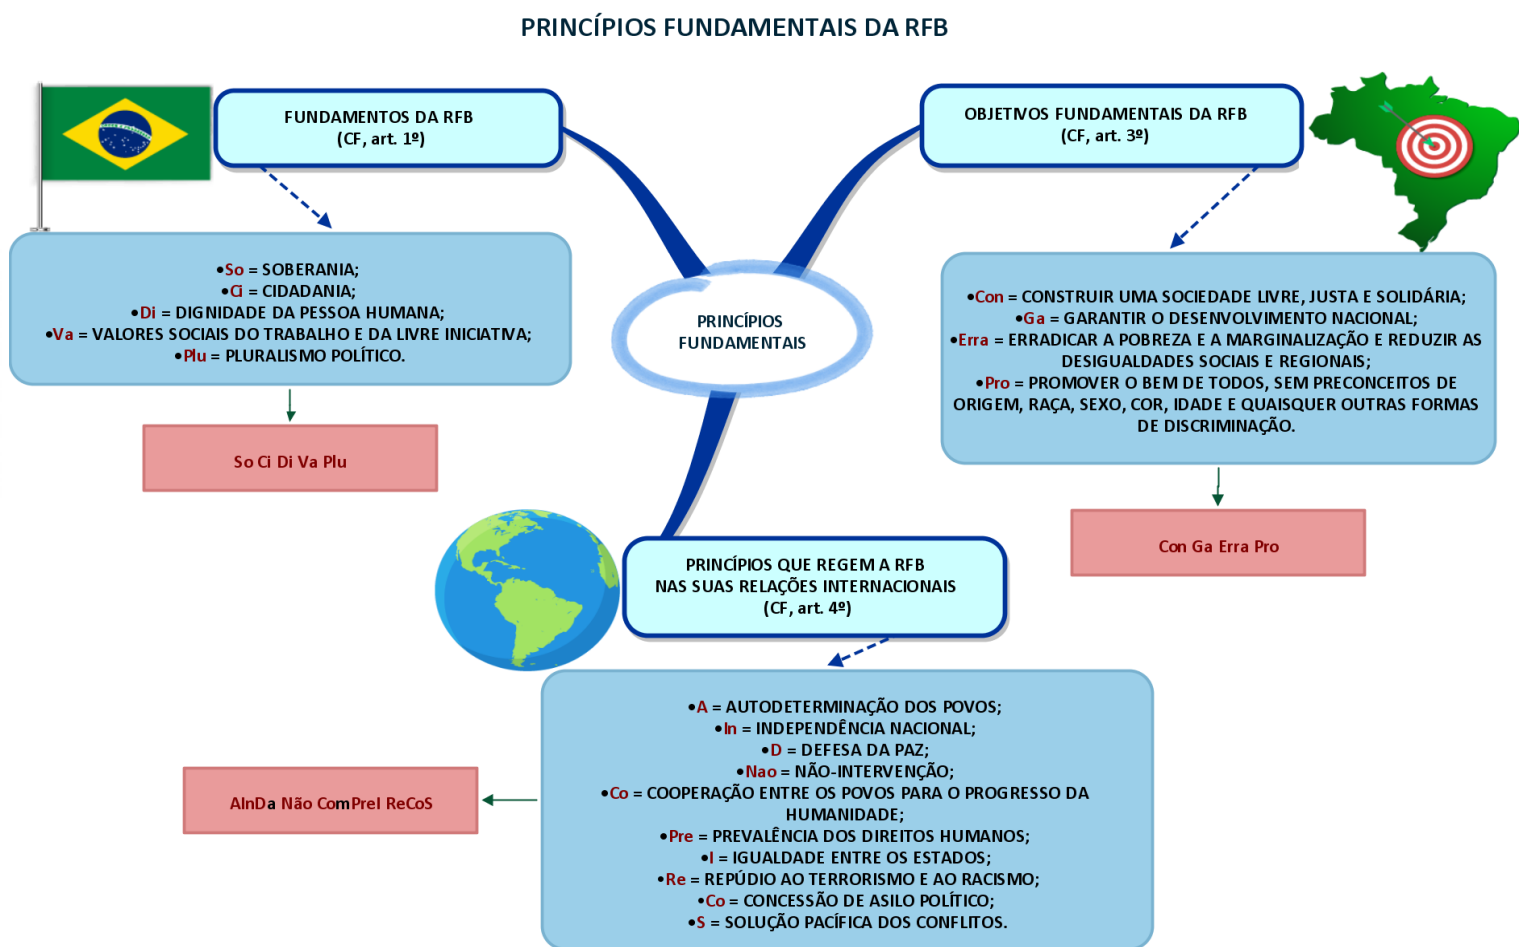 PRINCÍPIOS FUNDAMENTAIS DA RFB
FUNDAMENTOS DA RFB
(CF, art. 1º)
OBJETIVOS FUNDAMENTAIS DA RFB
(CF, art. 3º)
•So = SOBERANIA;
•Ci = CIDADANIA;
•Di = DIGNIDADE DA PESSOA HUMANA;
•Va = VALORES SOCIAIS DO TRABALHO E DA LIVRE INICIATIVA;
•Plu = PLURALISMO POLÍTICO.
So Ci Di Va Plu
PRINCÍPIOS
FUNDAMENTAIS
•Con = CONSTRUIR UMA SOCIEDADE LIVRE, JUSTA E SOLIDÁRIA;
•Ga = GARANTIR O DESENVOLVIMENTO NACIONAL;
•Erra = ERRADICAR A POBREZA E A MARGINALIZAÇÃO E REDUZIR AS
DESIGUALDADES SOCIAIS E REGIONAIS;
•Pro = PROMOVER O BEM DE TODOS, SEM PRECONCEITOS DE
ORIGEM, RAÇA, SEXO, COR, IDADE E QUAISQUER OUTRAS FORMAS
DE DISCRIMINAÇÃO.
Con Ga Erra Pro
PRINCÍPIOS QUE REGEM A RFB
NAS SUAS RELAÇÕES INTERNACIONAIS
(CF, art. 4º)
•A = AUTODETERMINAÇÃO DOS POVOS;
•In = INDEPENDÊNCIA NACIONAL;
•D = DEFESA DA PAZ;
•Nao = NÃO-INTERVENÇÃO;
•Co = COOPERAÇÃO ENTRE OS POVOS PARA O PROGRESSO DA
HUMANIDADE;
•Pre = PREVALÊNCIA DOS DIREITOS HUMANOS;
•I = IGUALDADE ENTRE OS ESTADOS;
•Re = REPÚDIO AO TERRORISMO E AO RACISMO;
•Co = CONCESSÃO DE ASILO POLÍTICO;
•S = SOLUÇÃO PACÍFICA DOS CONFLITOS.
AInDa Não ComPreI ReCoS